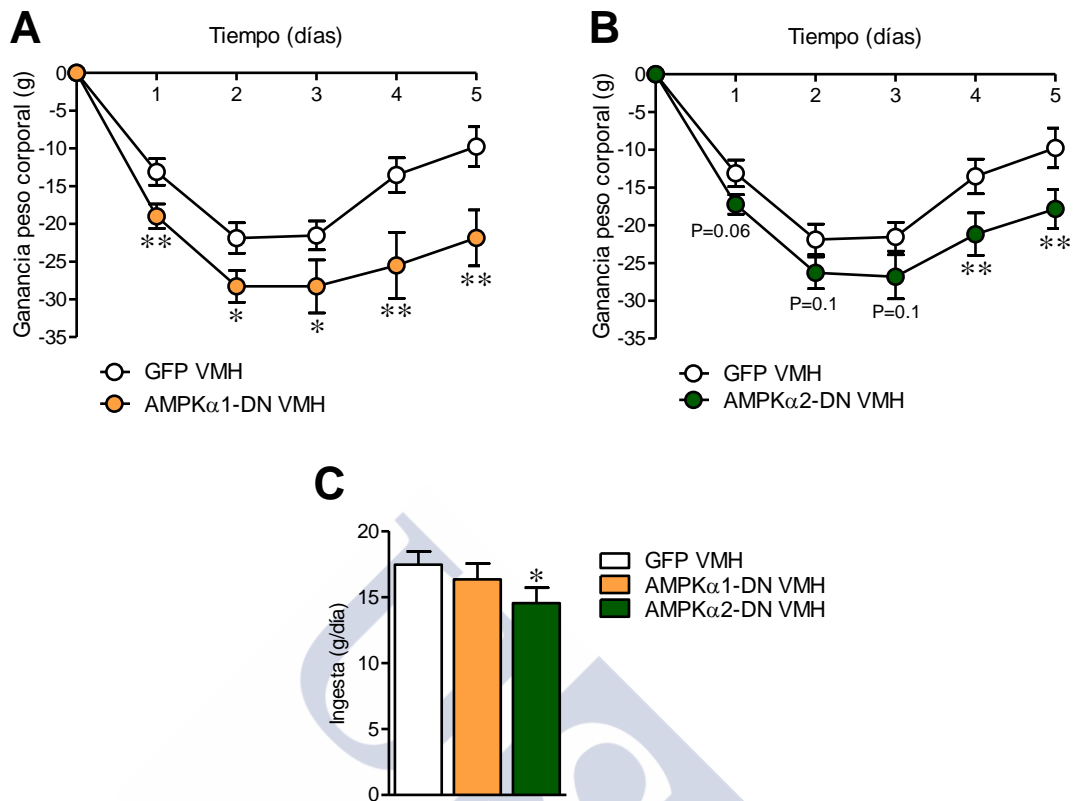 A
Tiempo (días)
Ganancia peso corporal (g)
0
-5
-10
-15
-20
-25
-30
-35
1 2 3 4 5
** * * ** **
GFP VMH
AMPKα1-DN VMH
B
Tiempo (días)
Ganancia peso corporal (g)
0
-5
-10
-15
-20
-25
-30
-35
1 2 3 4 5
P=0.06
P=0.1
P=0.1
** **
GFP VMH
AMPKα2-DN VMH
C
Ingesta (g/día)
20
15
10
5
0
*
GFP VMH
AMPKα1-DN VMH
AMPKα2-DN VMH